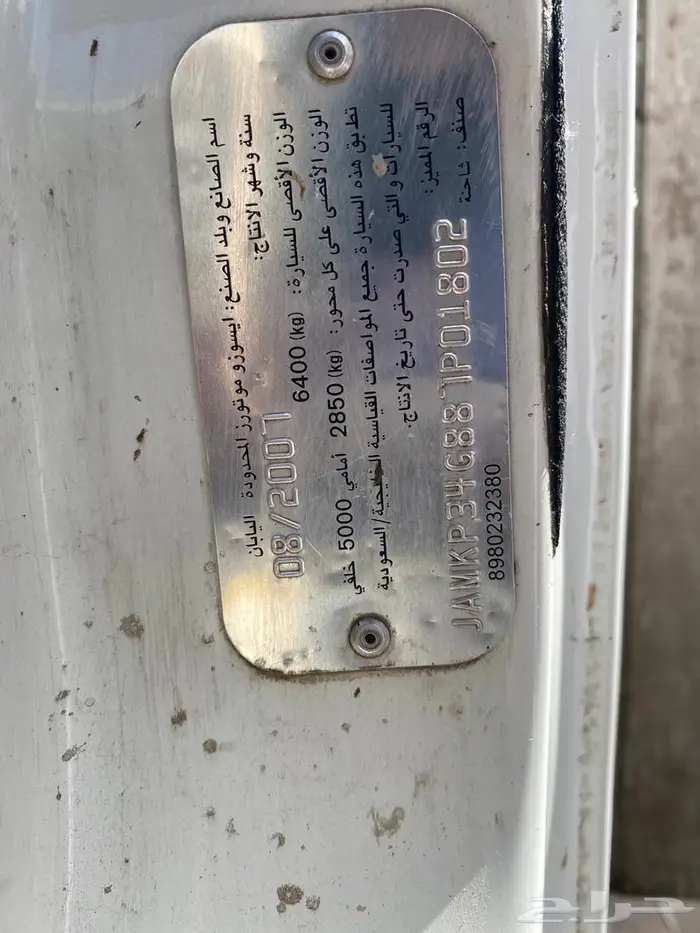 اسم الصانع وبلد الصنع: ايسوزو موتورز المحدودة اليابان
سنة وشهر الانتاج: 08/2007
الوزن الأقصى للسيارة: 6400 (kg)
الوزن الأقصى على كل محور: 2850 (kg) أمامي 5000 خلفي
تطابق هذه السيارة جميع المواصفات القياسية الخليجية/السعودية
للسيارات والتي صدرت حتى تاريخ الانتاج.
الرقم المميز: JAMKP34G887P01802
صنف: شاحنة 8980232380
حراج